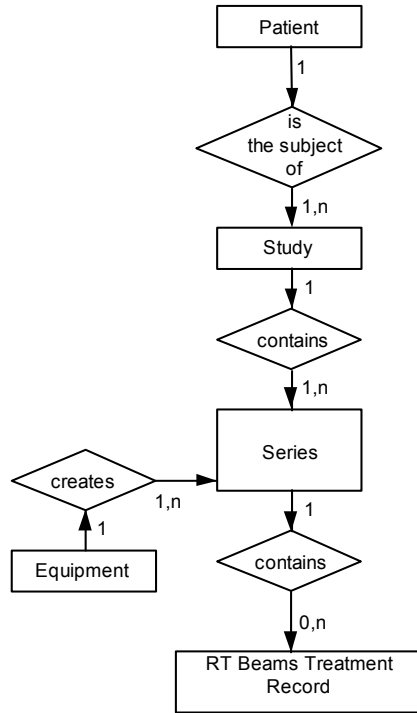 Patient
1
is
the subject
of
1,n
Study
1
contains
1,n
Series
creates
1,n
1
Equipment
1
contains
0,n
RT Beams Treatment
Record